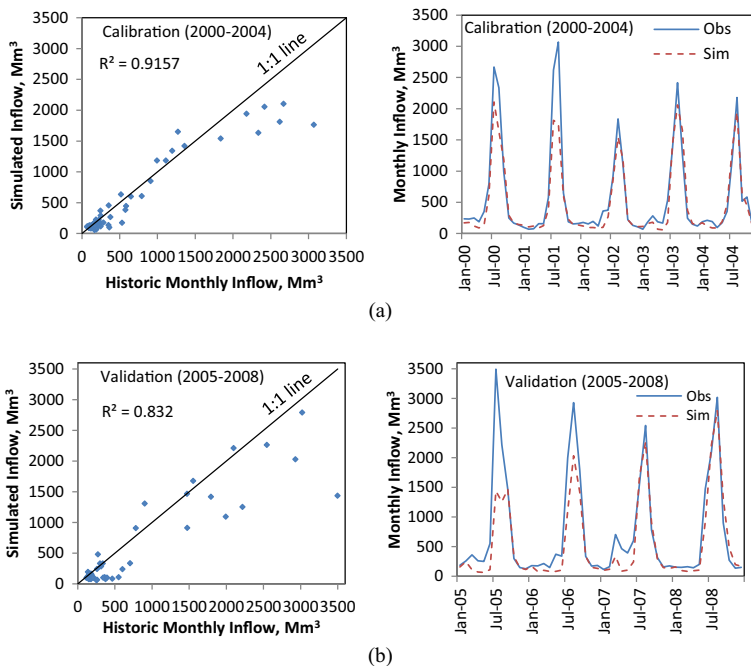 Calibration (2000-2004)
R² = 0.9157
1:1 line
3500
3000
2500
2000
1500
1000
500
0
0 500 1000 1500 2000 2500 3000 3500
Simulated Inflow, Mm³
Historic Monthly Inflow, Mm³
Calibration (2000-2004)
Obs
Sim
3500
3000
2500
2000
1500
1000
500
0
Monthly Inflow, Mm³
Jan-00
Jul-00
Jan-01
Jul-01
Jan-02
Jul-02
Jan-03
Jul-03
Jan-04
Jul-04
(a)
Validation (2005-2008)
R² = 0.832
1:1 line
3500
3000
2500
2000
1500
1000
500
0
0 500 1000 1500 2000 2500 3000 3500
Simulated Inflow, Mm³
Historic Monthly Inflow, Mm³
Validation (2005-2008)
Obs
Sim
3500
3000
2500
2000
1500
1000
500
0
Monthly Inflow, Mm³
Jan-05
Jul-05
Jan-06
Jul-06
Jan-07
Jul-07
Jan-08
Jul-08
(b)